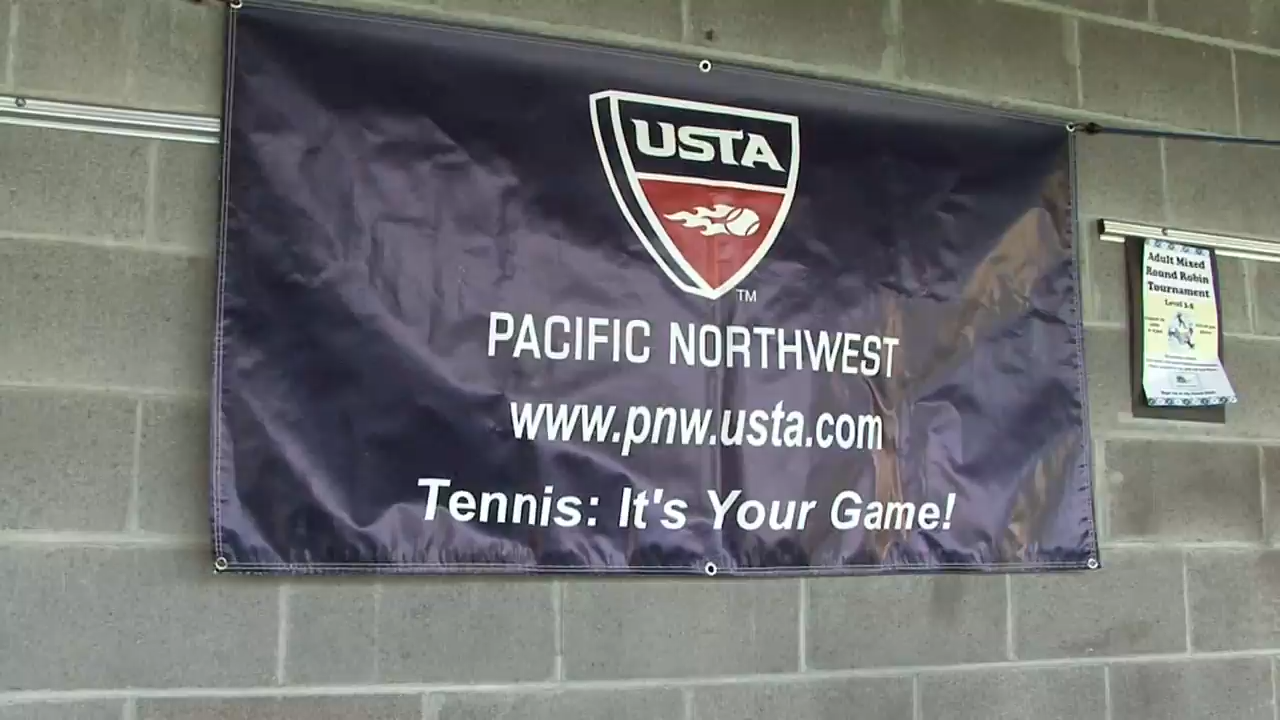 USTA
TM
PACIFIC NORTHWEST
www.pnw.usta.com
Tennis: It's Your Game!
Adult Mixed
Round Robin
Tournament